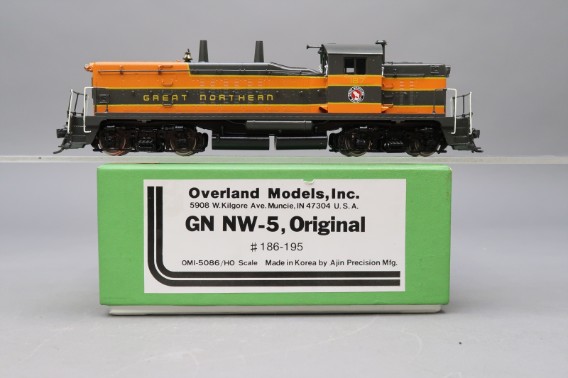 GREAT NORTHERN
Overland Models, Inc.
5908 W. Kilgore Ave. Muncie, IN 47304 U. S. A.
GN NW-5, Original
#186-195
OMI-5086/HO Scale Made in Korea by Ajin Precision Mfg.